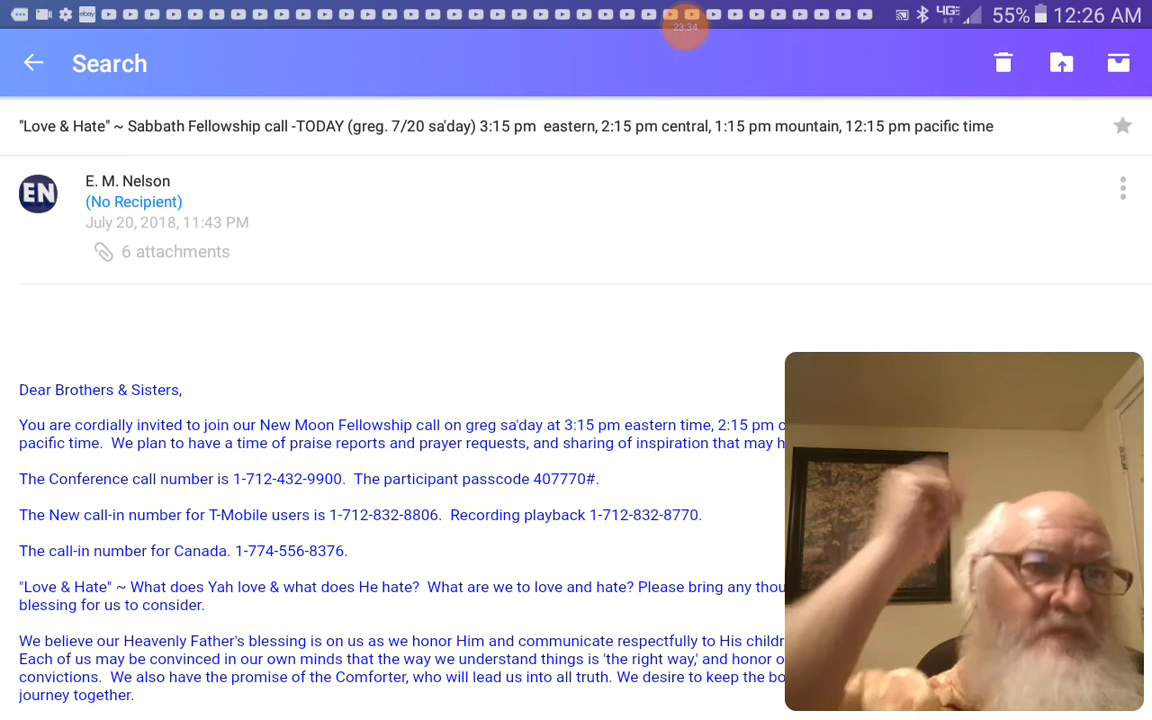 ebay
4G
55% 12:26 AM
23:34
Search
"Love & Hate" ~ Sabbath Fellowship call -TODAY (greg. 7/20 sa'day) 3:15 pm  eastern, 2:15 pm central, 1:15 pm mountain, 12:15 pm pacific time
EN
E. M. Nelson
(No Recipient)
July 20, 2018, 11:43 PM
6 attachments
Dear Brothers & Sisters,
You are cordially invited to join our New Moon Fellowship call on greg sa'day at 3:15 pm eastern time, 2:15 pm
pacific time.  We plan to have a time of praise reports and prayer requests, and sharing of inspiration that may
The Conference call number is 1-712-432-9900.  The participant passcode 407770#.
The New call-in number for T-Mobile users is 1-712-832-8806.  Recording playback 1-712-832-8770.
The call-in number for Canada. 1-774-556-8376.
"Love & Hate" ~ What does Yah love & what does He hate?  What are we to love and hate? Please bring any thou
blessing for us to consider.
We believe our Heavenly Father's blessing is on us as we honor Him and communicate respectfully to His childr
Each of us may be convinced in our own minds that the way we understand things is 'the right way,' and honor o
convictions.  We also have the promise of the Comforter, who will lead us into all truth. We desire to keep the bo
journey together.